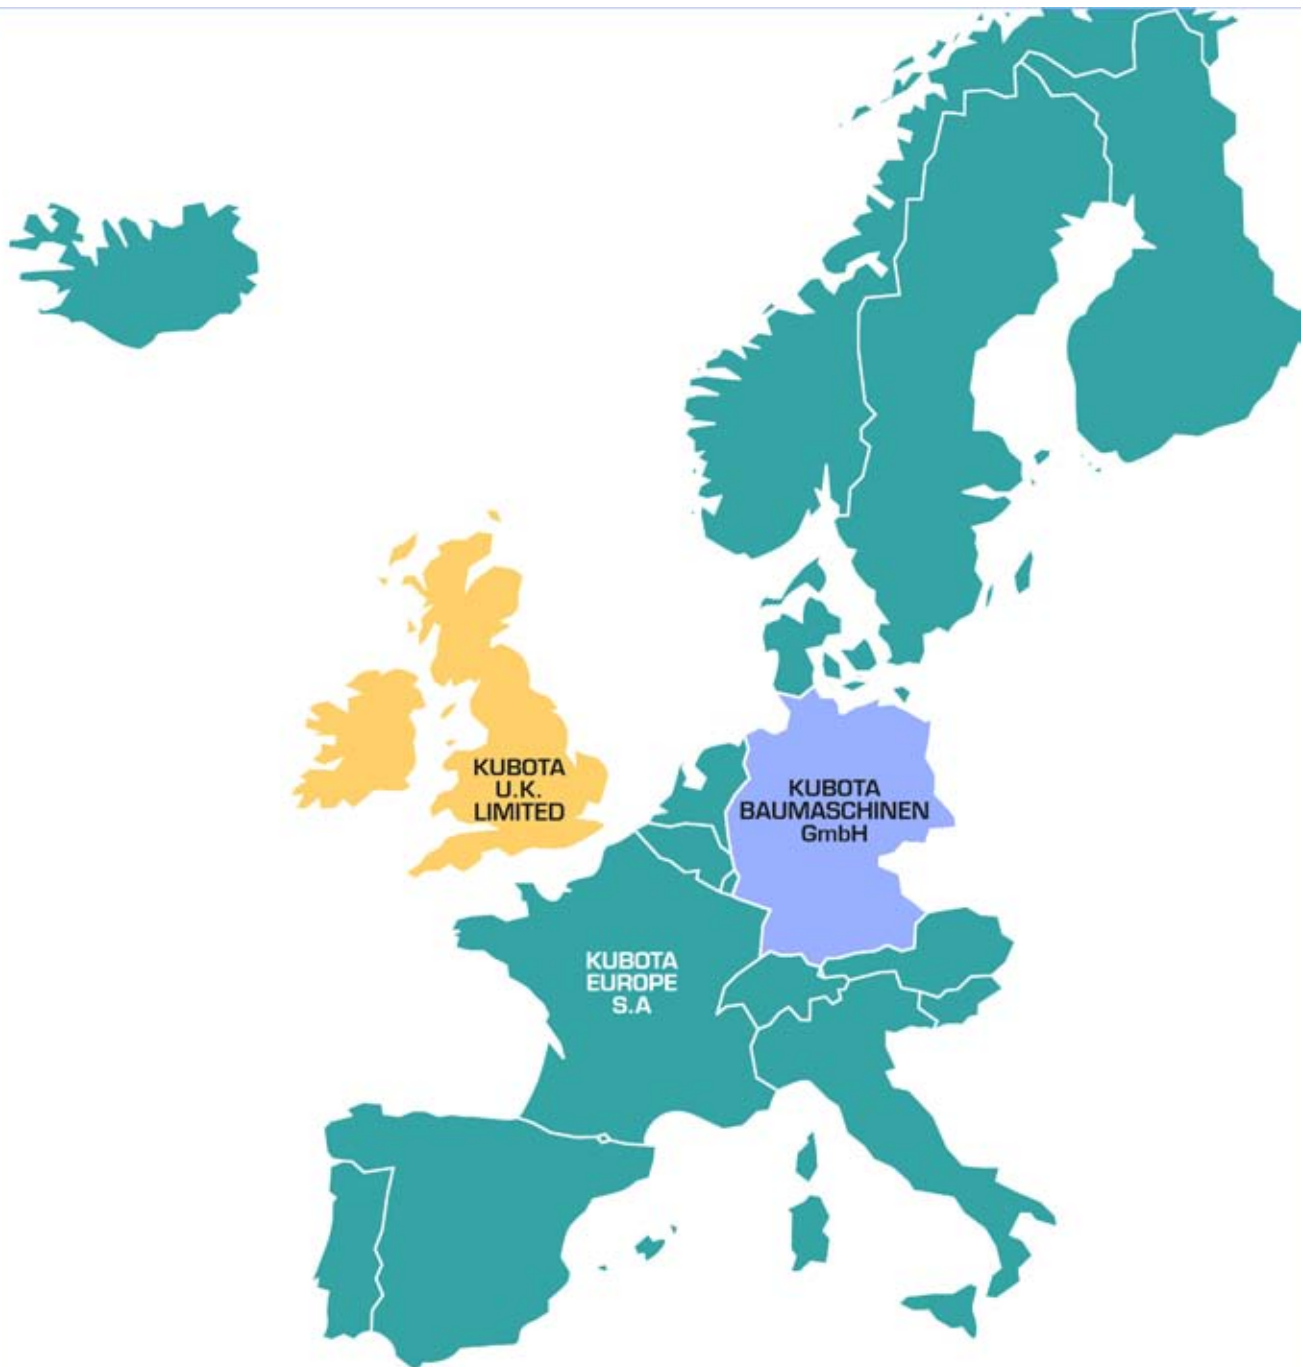 KUBOTA
U.K.
LIMITED
KUBOTA
BAUMASCHINEN
GmbH
KUBOTA
EUROPE
S.A